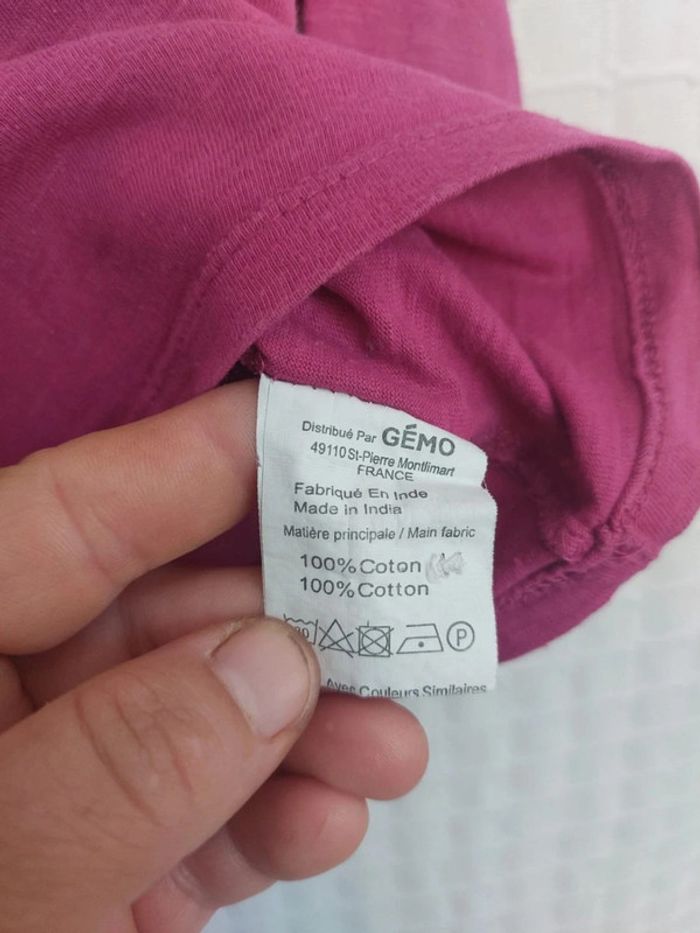 Distribué Par GÉMO
49110 St-Pierre Montlimart
FRANCE
Fabriqué En Inde
Made in India
Matière principale / Main fabric
100% Coton
100% Cotton
P
Avec Couleurs Similaires